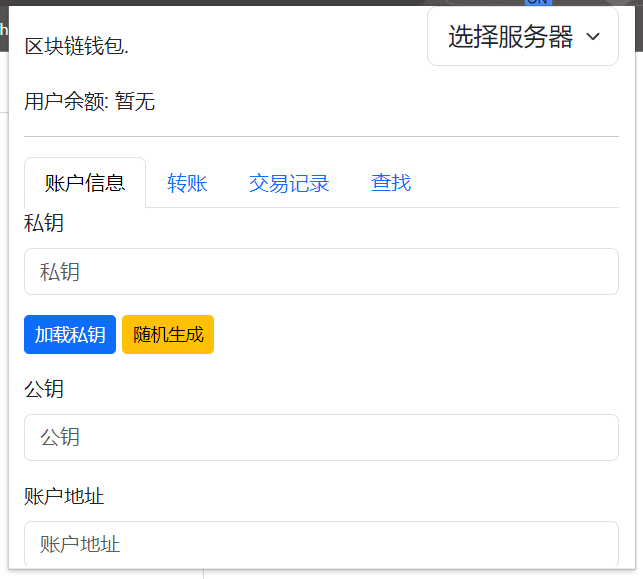 ON
h
区块链钱包.
选择服务器
用户余额: 暂无
账户信息 转账 交易记录 查找
私钥
私钥
加载私钥 随机生成
公钥
公钥
账户地址
账户地址